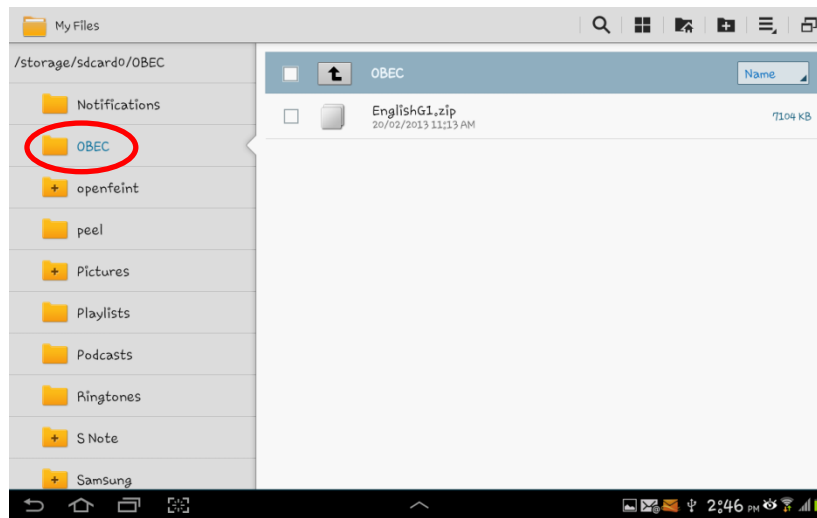 My Files
/storage/sdcard0/OBEC
OBEC
Name
Notifications
EnglishG1.zip
7104 KB
20/02/2013 11:13 AM
OBEC
openfeint
peel
Pictures
Playlists
Podcasts
Ringtones
S Note
Samsung
2:46 PM